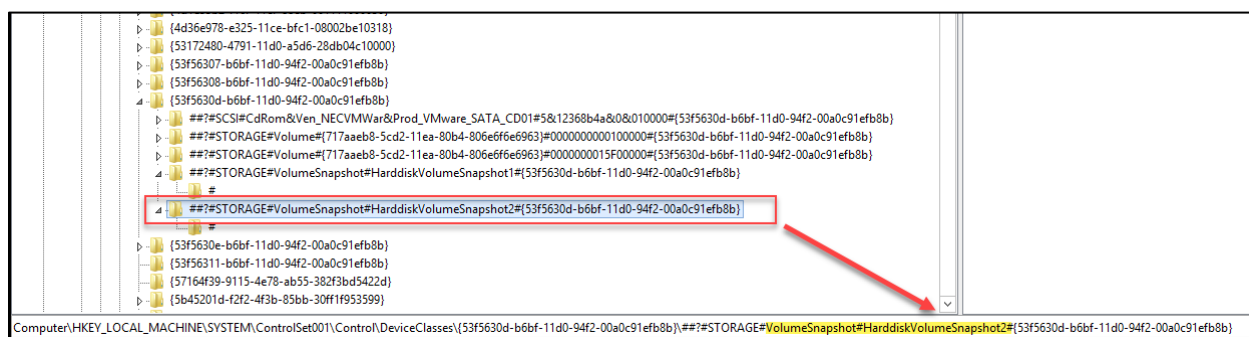 {4d36e978-e325-11ce-bfc1-08002be10318}
{53172480-4791-11d0-a5d6-28db04c10000}
{53f56307-b6bf-11d0-94f2-00a0c91efb8b}
{53f56308-b6bf-11d0-94f2-00a0c91efb8b}
{53f5630d-b6bf-11d0-94f2-00a0c91efb8b}
##?#SCSI#CdRom&Ven_NECVMWar&Prod_VMware_SATA_CD01#5&12368b4a&0&010000#{53f5630d-b6bf-11d0-94f2-00a0c91efb8b}
##?#STORAGE#Volume#{717aaeb8-5cd2-11ea-80b4-806e6f6e6963}#0000000000100000#{53f5630d-b6bf-11d0-94f2-00a0c91efb8b}
##?#STORAGE#Volume#{717aaeb8-5cd2-11ea-80b4-806e6f6e6963}#0000000015F00000#{53f5630d-b6bf-11d0-94f2-00a0c91efb8b}
##?#STORAGE#VolumeSnapshot#HarddiskVolumeSnapshot1#{53f5630d-b6bf-11d0-94f2-00a0c91efb8b}
#
##?#STORAGE#VolumeSnapshot#HarddiskVolumeSnapshot2#{53f5630d-b6bf-11d0-94f2-00a0c91efb8b}
#
{53f5630e-b6bf-11d0-94f2-00a0c91efb8b}
{53f56311-b6bf-11d0-94f2-00a0c91efb8b}
{57164f39-9115-4e78-ab55-382f3bd5422d}
{5b45201d-f2f2-4f3b-85bb-30ff1f953599}
Computer\HKEY_LOCAL_MACHINE\SYSTEM\ControlSet001\Control\DeviceClasses\{53f5630d-b6bf-11d0-94f2-00a0c91efb8b}\##?#STORAGE#VolumeSnapshot#HarddiskVolumeSnapshot2#{53f5630d-b6bf-11d0-94f2-00a0c91efb8b}